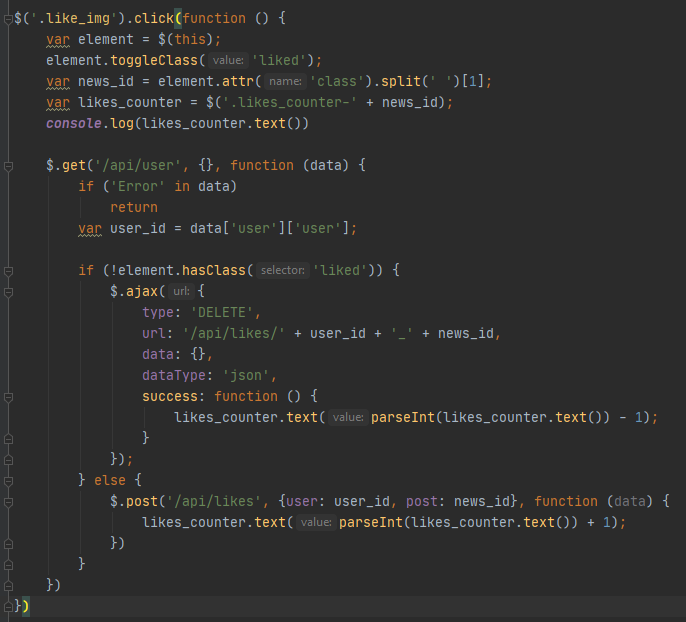 $('.like_img').click(function () {
    var element = $(this);
    element.toggleClass( value: 'liked');
    var news_id = element.attr( name: 'class').split(' ')[1];
    var likes_counter = $('.likes_counter-' + news_id);
    console.log(likes_counter.text())

    $.get('/api/user', {}, function (data) {
        if ('Error' in data)
            return
        var user_id = data['user']['user'];

        if (!element.hasClass( selector: 'liked')) {
            $.ajax( url: {
                type: 'DELETE',
                url: '/api/likes/' + user_id + '_' + news_id,
                data: {},
                dataType: 'json',
                success: function () {
                    likes_counter.text( value: parseInt(likes_counter.text()) - 1);
                }
            });
        } else {
            $.post('/api/likes', {user: user_id, post: news_id}, function (data) {
                likes_counter.text( value: parseInt(likes_counter.text()) + 1);
            })
        }
    })
})